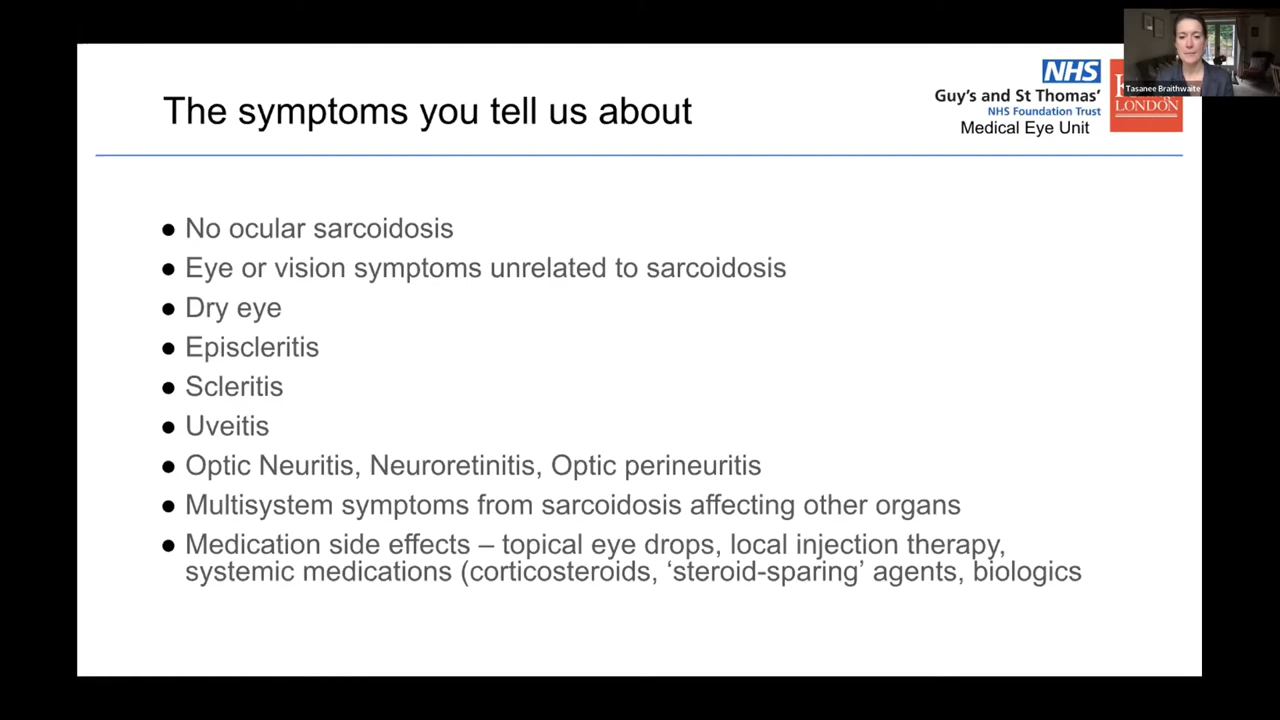 The symptoms you tell us about
NHS
Guy's and St Thomas'
NHS Foundation Trust
Medical Eye Unit
LONDON
Tasanee Braithwaite
● No ocular sarcoidosis
● Eye or vision symptoms unrelated to sarcoidosis
● Dry eye
● Episcleritis
● Scleritis
● Uveitis
● Optic Neuritis, Neuroretinitis, Optic perineuritis
● Multisystem symptoms from sarcoidosis affecting other organs
● Medication side effects – topical eye drops, local injection therapy,
systemic medications (corticosteroids, ‘steroid-sparing’ agents, biologics